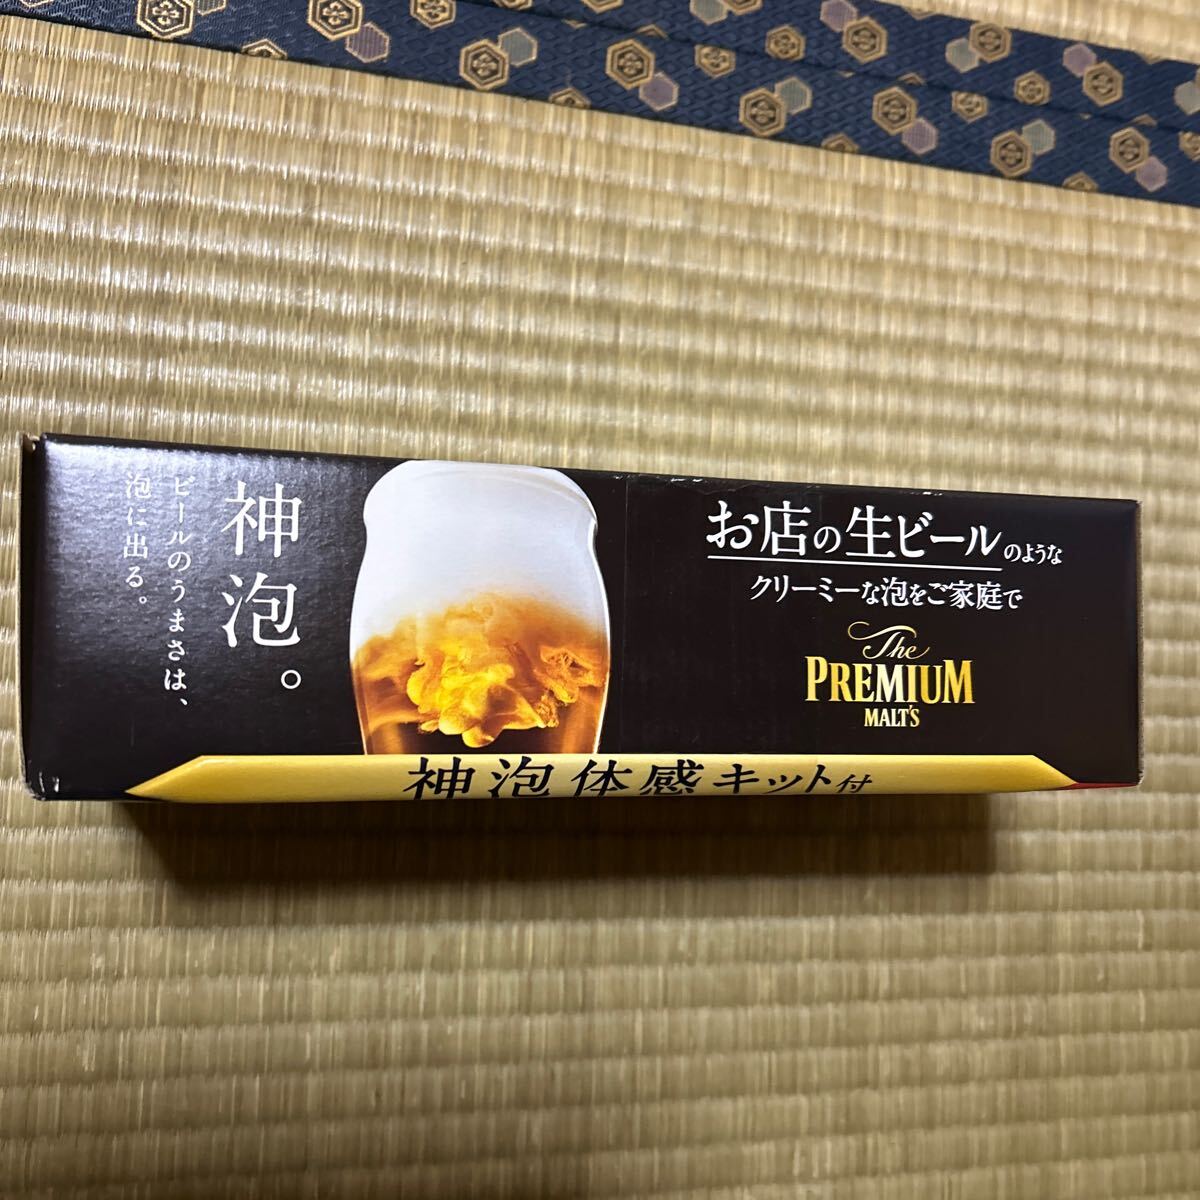 神泡。
ビールのうまさは、
泡に出る。
お店の生ビールのような
クリーミーな泡をご家庭で
The
PREMIUM
MALT'S
神泡体感キット付